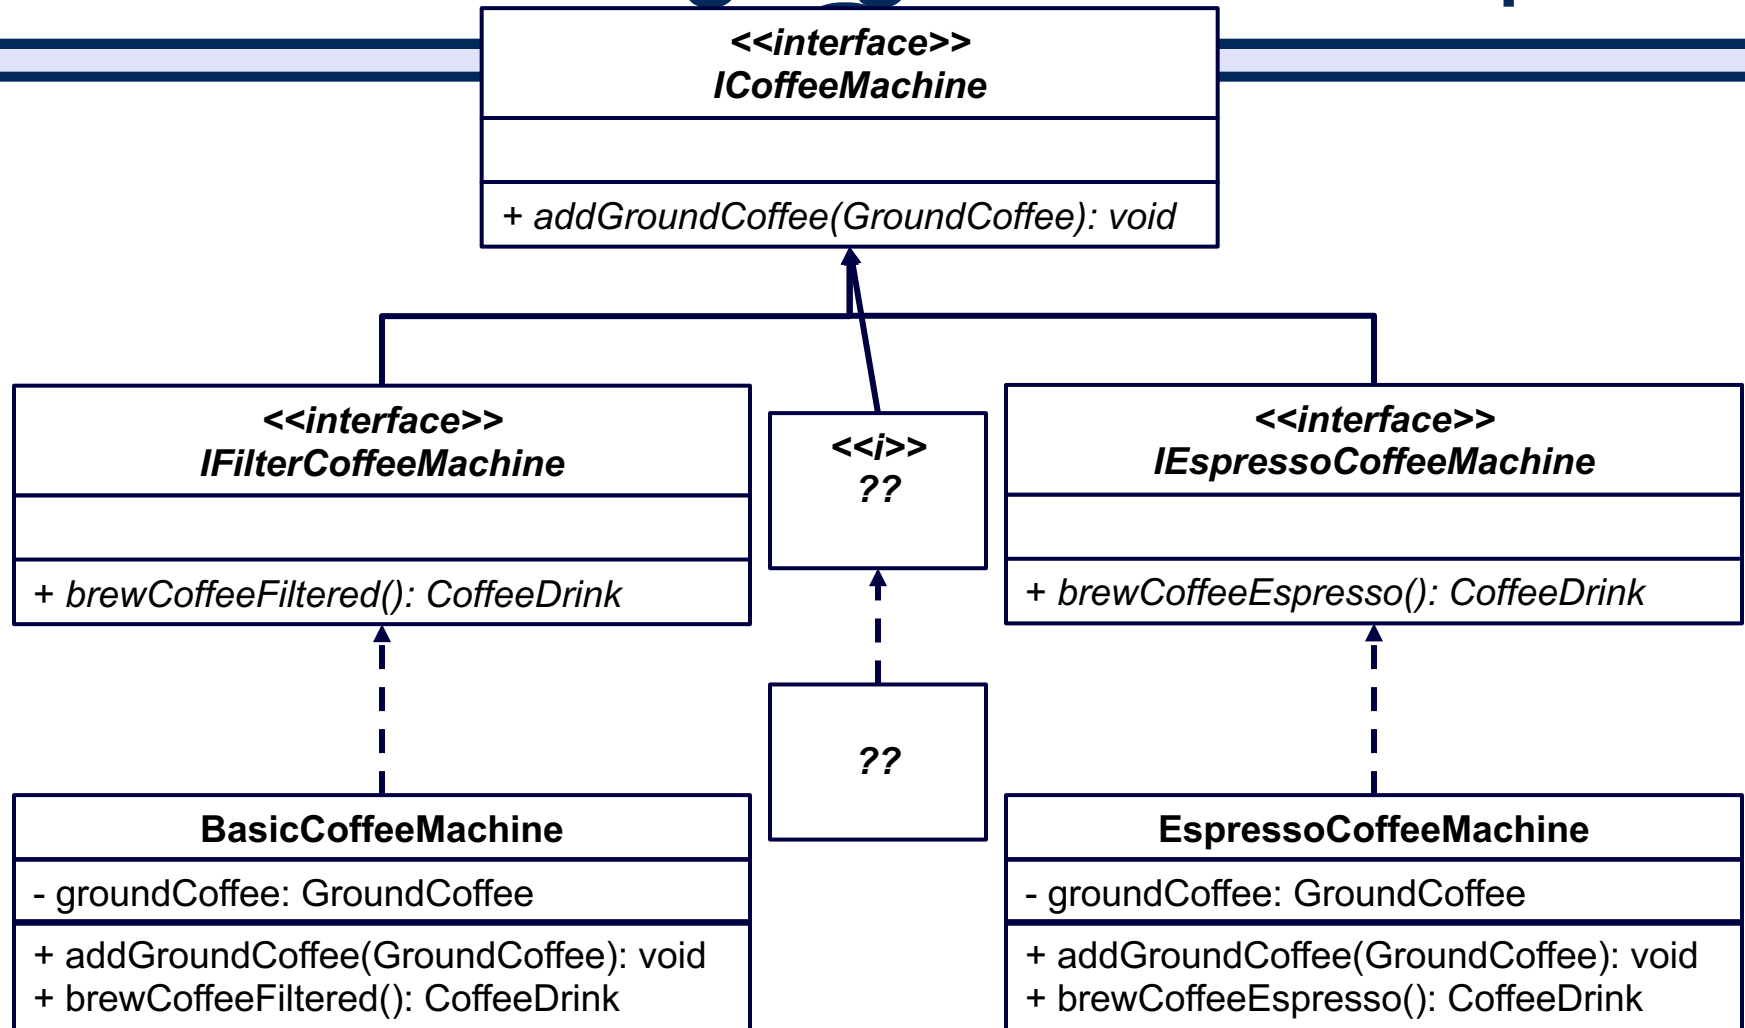 <<interface>>
ICoffeeMachine
+ addGroundCoffee(GroundCoffee): void
<<interface>>
IFilterCoffeeMachine
+ brewCoffeeFiltered(): CoffeeDrink
<<i>>
??
<<interface>>
IEspressoCoffeeMachine
+ brewCoffeeEspresso(): CoffeeDrink
??
BasicCoffeeMachine
- groundCoffee: GroundCoffee
+ addGroundCoffee(GroundCoffee): void
+ brewCoffeeFiltered(): CoffeeDrink
EspressoCoffeeMachine
- groundCoffee: GroundCoffee
+ addGroundCoffee(GroundCoffee): void
+ brewCoffeeEspresso(): CoffeeDrink